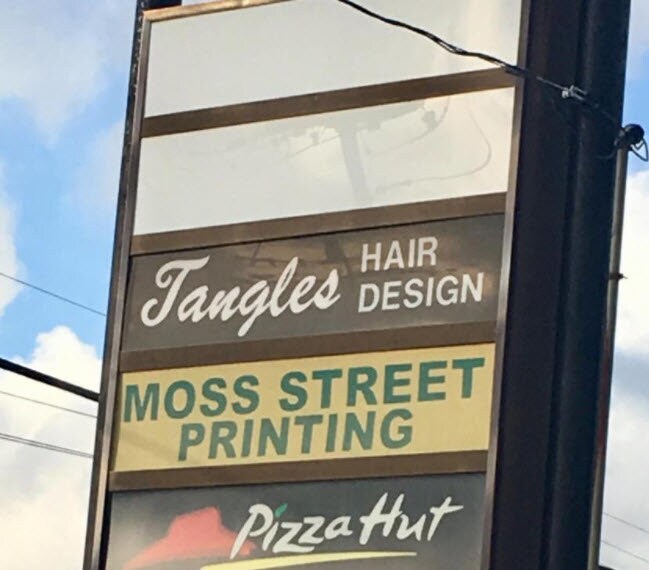 Tangles HAIR
DESIGN
MOSS STREET
PRINTING
Pizza Hut